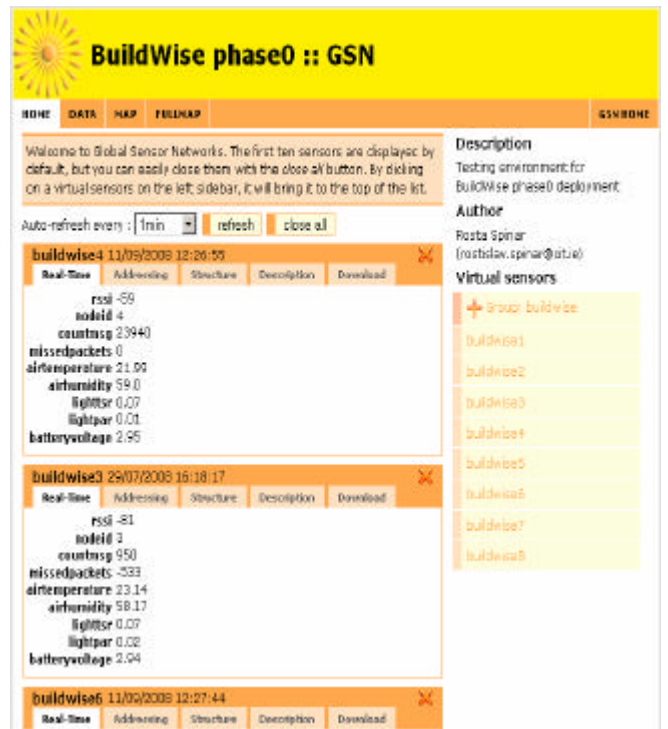 BuildWise phase0 :: GSN
HOME DATA MAP FULLMAP GSN HOME
Welcome to Global Sensor Networks. The first ten sensors are displayed by
default, but you can easily close them with the close all button. By clicking
on a virtual sensors on the left sidebar, it will bring it to the top of the list.
Auto-refresh every : 1min refresh close all
buildwise4 11/09/2008 12:26:55
Real-Time Addressing Structure Description Download
rssi -59
nodeid 4
countmsg 23940
missedpackets 0
airtemperature 21.99
airhumidity 59.0
lighttsr 0.07
lightpar 0.01
batteryvoltage 2.95
buildwise3 29/07/2008 16:18:17
Real-Time Addressing Structure Description Download
rssi -81
nodeid 3
countmsg 950
missedpackets -533
airtemperature 23.14
airhumidity 58.17
lighttsr 0.07
lightpar 0.02
batteryvoltage 2.94
buildwise6 11/09/2008 12:27:44
Real-Time Addressing Structure Description Download
Description
Testing environment for
BuildWise phase0 deployment
Author
Rosta Spinar
(rostislav.spinar@cit.ie)
Virtual sensors
Group: buildwise
buildwise1
buildwise2
buildwise3
buildwise4
buildwise5
buildwise6
buildwise7
buildwise8